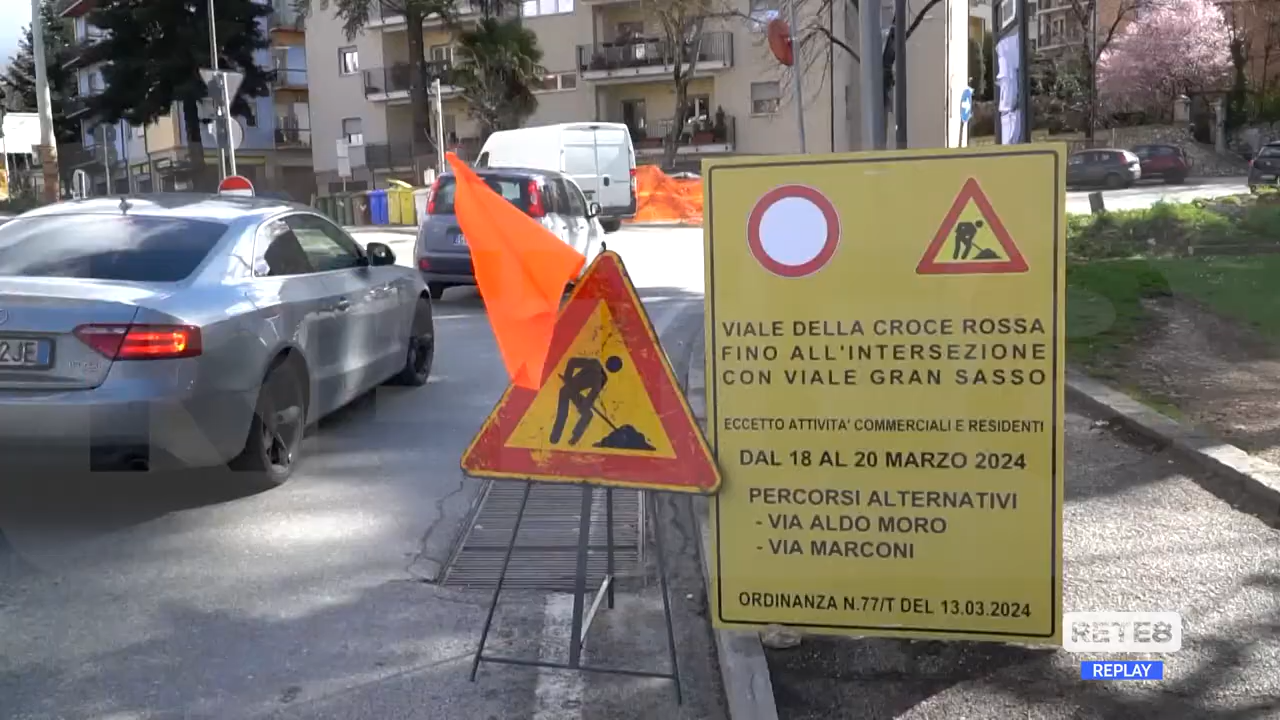 VIALE DELLA CROCE ROSSA
FINO ALL'INTERSEZIONE
CON VIALE GRAN SASSO
ECCETTO ATTIVITA' COMMERCIALI E RESIDENTI
DAL 18 AL 20 MARZO 2024
PERCORSI ALTERNATIVI
- VIA ALDO MORO
- VIA MARCONI
ORDINANZA N.77/T DEL 13.03.2024
2JE
RETE8
REPLAY